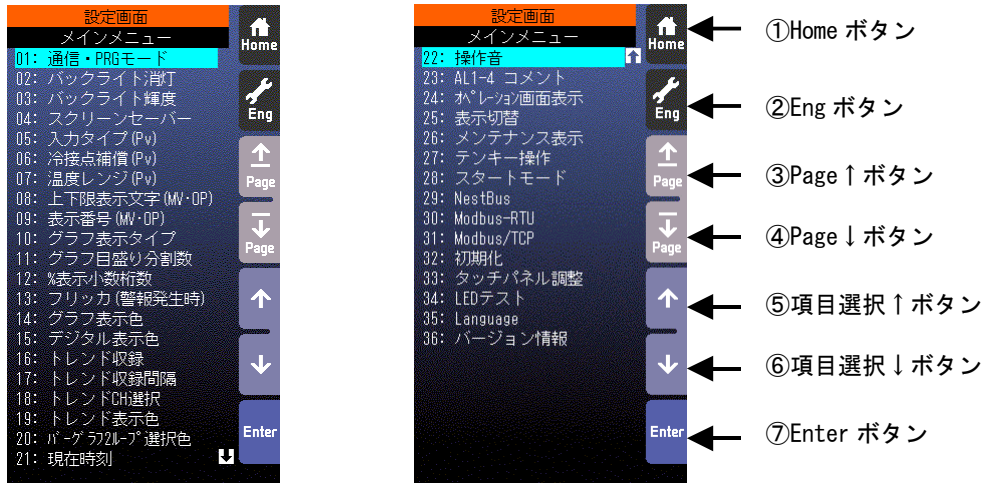 設定画面
メインメニュー
01: 通信・PRGモード
02: バックライト消灯
03: バックライト輝度
04: スクリーンセーバー
05: 入力タイプ(Pv)
06: 冷接点補償(Pv)
07: 温度レンジ(Pv)
08: 上下限表示文字(MV･OP)
09: 表示番号(MV･OP)
10: グラフ表示タイプ
11: グラフ目盛り分割数
12: %表示小数桁数
13: フリッカ(警報発生時)
14: グラフ表示色
15: デジタル表示色
16: トレンド収録
17: トレンド収録間隔
18: トレンドCH選択
19: トレンド表示色
20: ﾊﾞｰｸﾞﾗﾌ2ﾙｰﾌﾟ選択色
21: 現在時刻
Home
Eng
Page
Page
Enter
設定画面
メインメニュー
22: 操作音
23: AL1-4 コメント
24: ｵﾍﾟﾚｰｼｮﾝ画面表示
25: 表示切替
26: メンテナンス表示
27: テンキー操作
28: スタートモード
29: NestBus
30: Modbus-RTU
31: Modbus/TCP
32: 初期化
33: タッチパネル調整
34: LEDテスト
35: Language
36: バージョン情報
Home
Eng
Page
Page
Enter
①Home ボタン
②Eng ボタン
③Page↑ボタン
④Page↓ボタン
⑤項目選択↑ボタン
⑥項目選択↓ボタン
⑦Enter ボタン